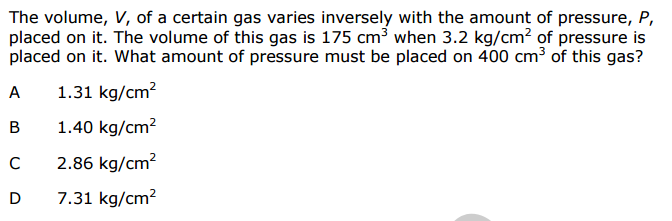 The volume, V, of a certain gas varies inversely with the amount of pressure, P,
placed on it. The volume of this gas is 175 cm³ when 3.2 kg/cm² of pressure is
placed on it. What amount of pressure must be placed on 400 cm³ of this gas?
A 1.31 kg/cm²
B 1.40 kg/cm²
C 2.86 kg/cm²
D 7.31 kg/cm²